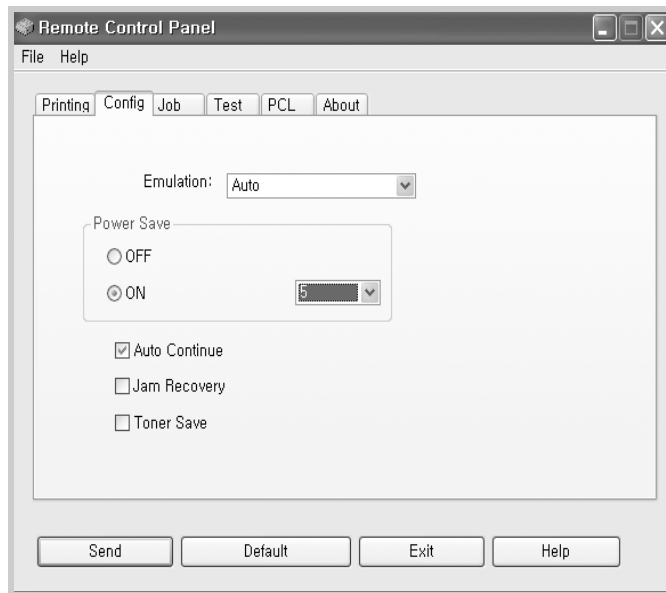 Remote Control Panel
File Help
Printing Config Job Test PCL About
Emulation: Auto
Power Save
OFF
ON 5
Auto Continue
Jam Recovery
Toner Save
Send Default Exit Help